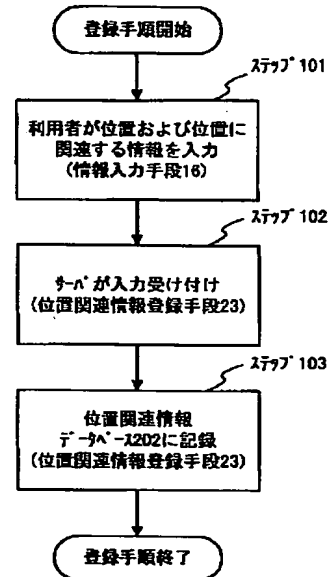 登録手順開始
ステップ101
利用者が位置および位置に
関連する情報を入力
(情報入力手段16)
ステップ102
サーバが入力受け付け
(位置関連情報登録手段23)
ステップ103
位置関連情報
データベース202に記録
(位置関連情報登録手段23)
登録手順終了